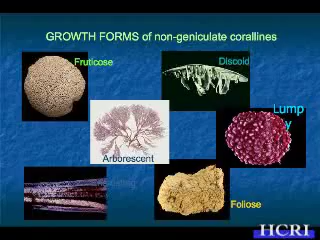 GROWTH FORMS of non-geniculate corallines
Fruticose
Discoid
Lump
y
Arborescent
Foliose
HCRI